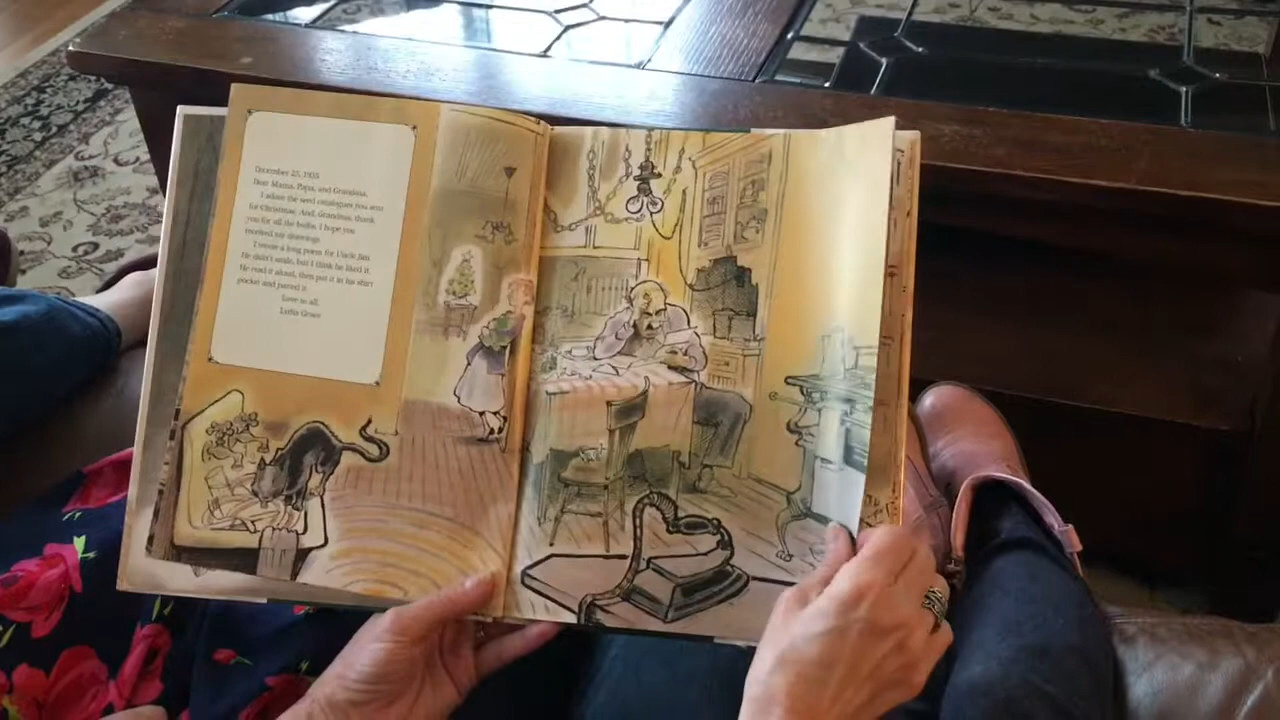 December 25, 1935
Dear Mama, Papa, and Grandma,
I adore the seed catalogues you sent
for Christmas. And, Grandma, thank
you for all the bulbs. I hope you
received my drawings.
I wrote a long poem for Uncle Jim.
He didn't smile, but I think he liked it.
He read it aloud, then put it in his shirt
pocket and patted it.
Love to all,
Lydia Grace